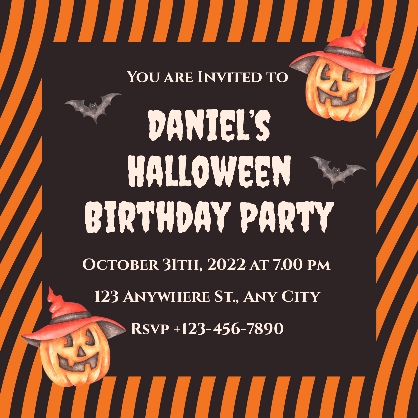 You are Invited to
DANIEL'S
HALLOWEEN
BIRTHDAY PARTY
October 31th, 2022 at 7.00 pm
123 Anywhere St., Any City
Rsvp +123-456-7890